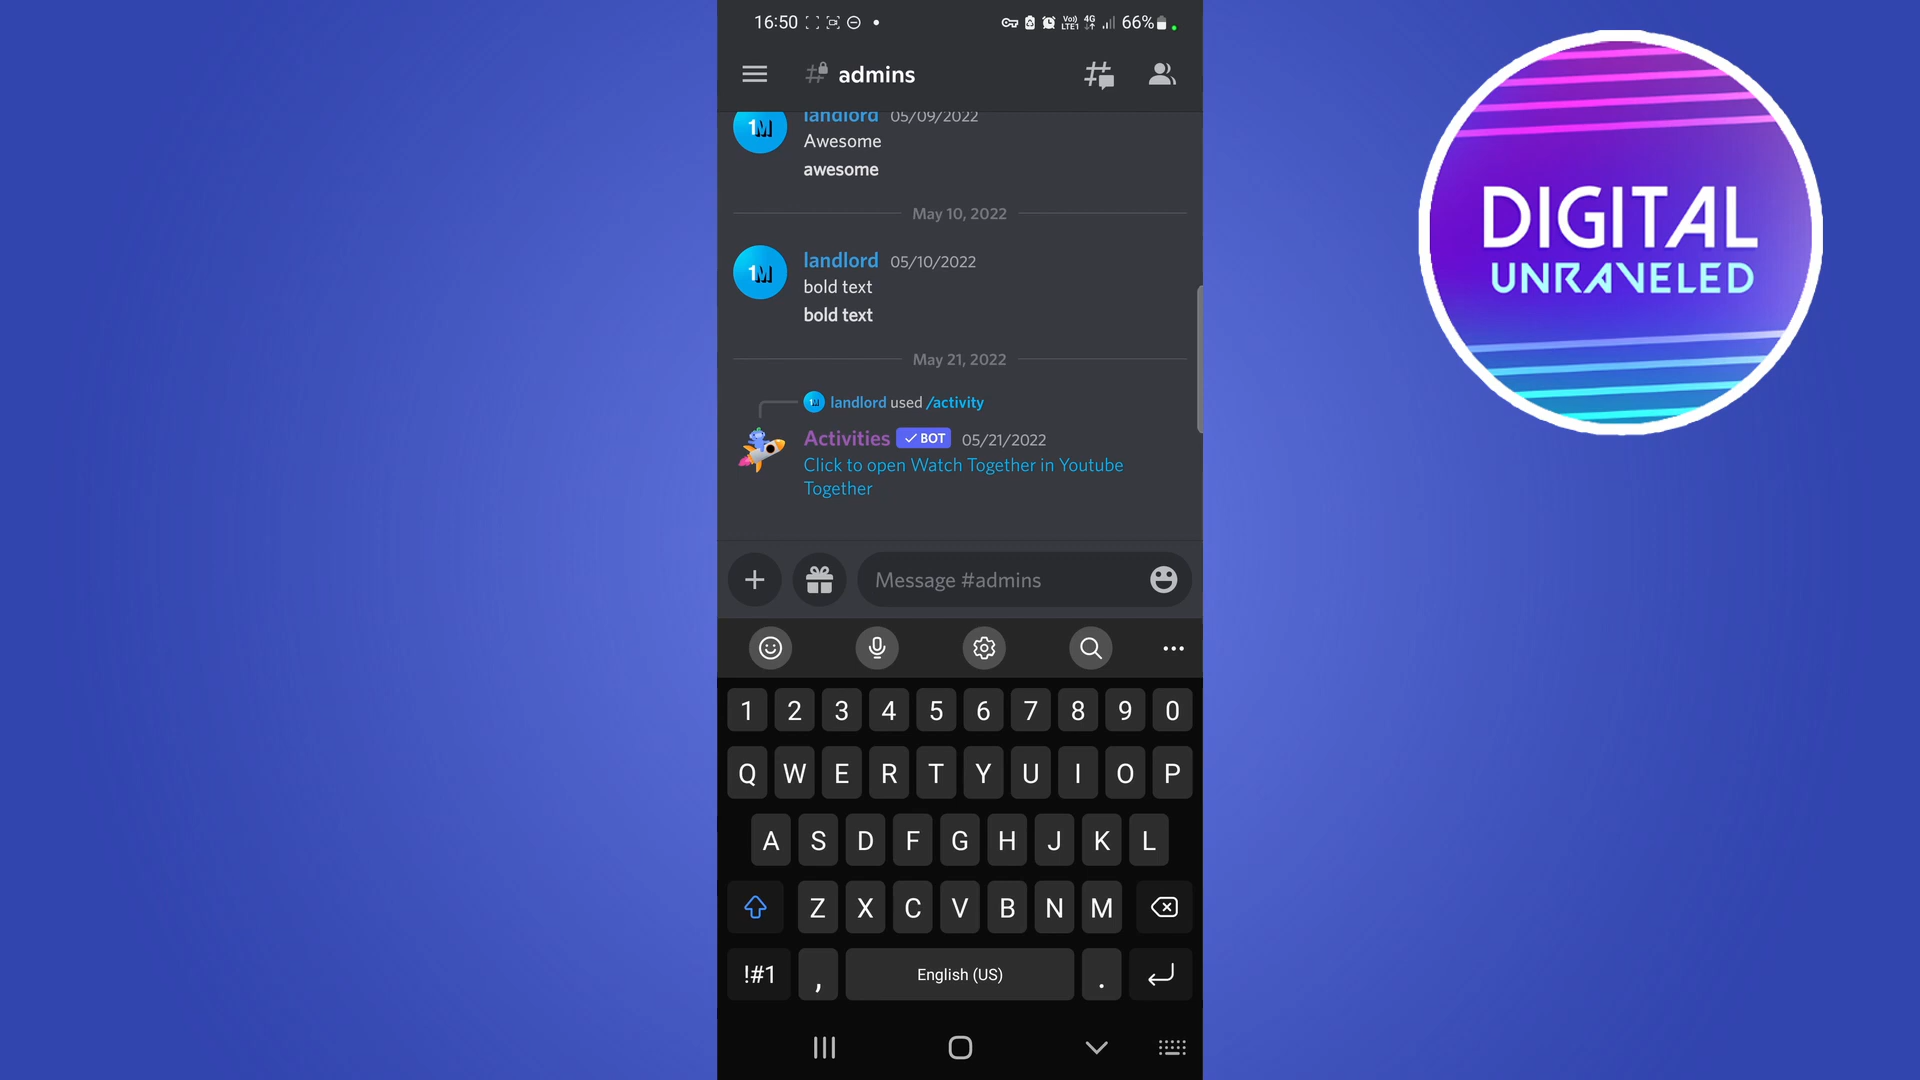 16:50
Vo)) 4G 66%
LTE1
# admins
landlord 05/09/2022
Awesome
awesome
May 10, 2022
landlord 05/10/2022
bold text
bold text
May 21, 2022
landlord used /activity
Activities ✓ BOT 05/21/2022
Click to open Watch Together in Youtube
Together
Message #admins
1 2 3 4 5 6 7 8 9 0
Q W E R T Y U I O P
A S D F G H J K L
Z X C V B N M
!#1 , English (US) .
DIGITAL
UNRAVELED